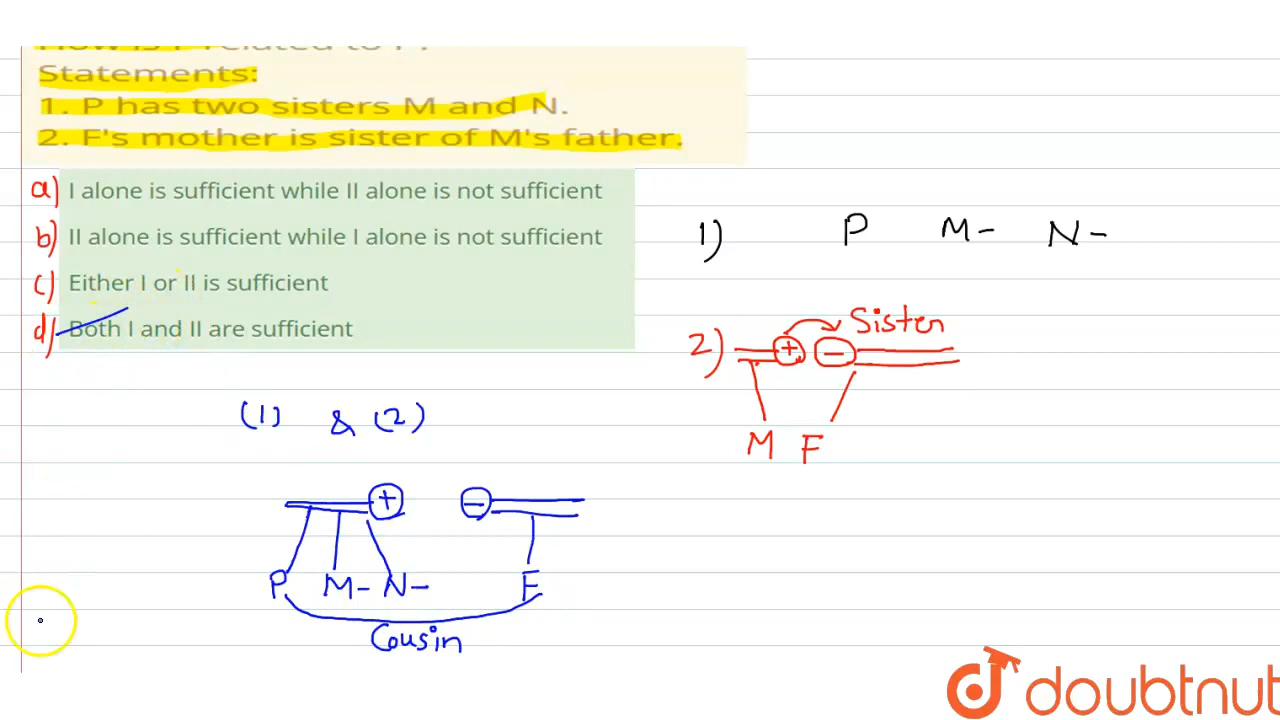 related to
Statements:
1. P has two sisters M and N.
2. F's mother is sister of M's father.
a) I alone is sufficient while II alone is not sufficient
b) II alone is sufficient while I alone is not sufficient
c) Either I or II is sufficient
d) Both I and II are sufficient
1) P M- N-
2) + - Sister
M F
(1) & (2)
+ -
P M- N- F
Cousin
doubtnut